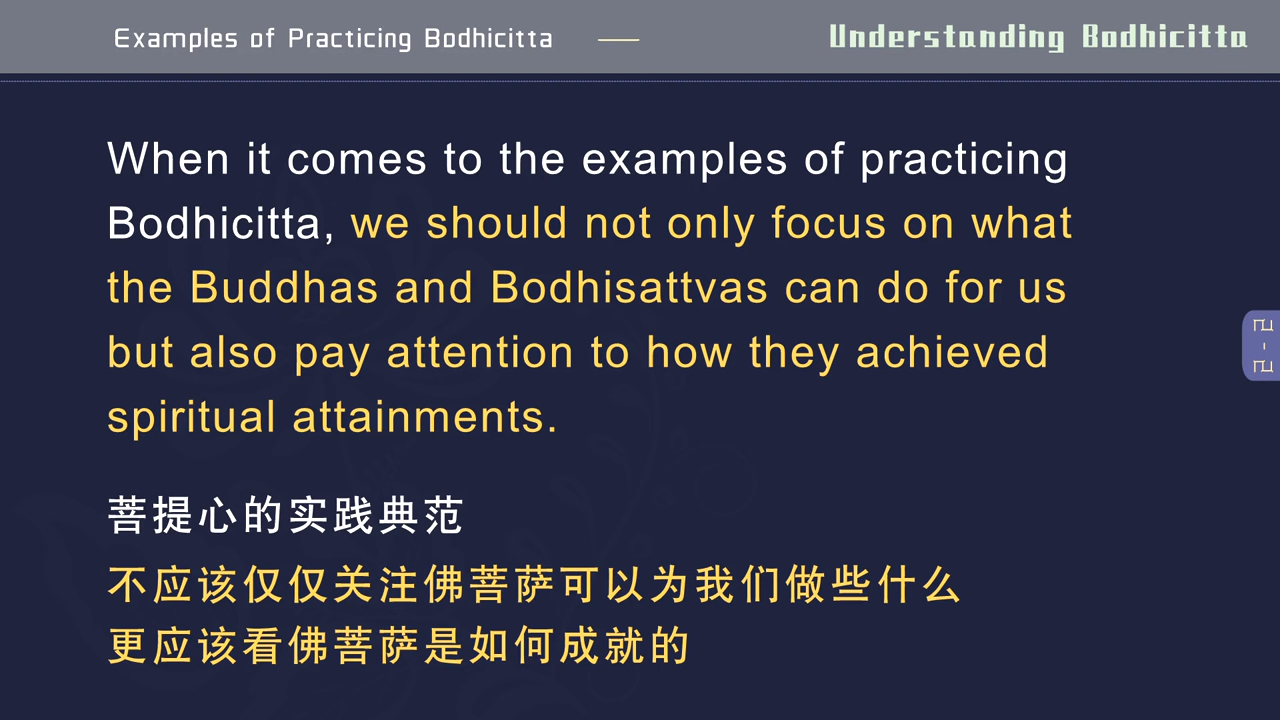 Examples of Practicing Bodhicitta
Understanding Bodhicitta
When it comes to the examples of practicing
Bodhicitta, we should not only focus on what
the Buddhas and Bodhisattvas can do for us
but also pay attention to how they achieved
spiritual attainments.
菩提心的实践典范
不应该仅仅关注佛菩萨可以为我们做些什么
更应该看佛菩萨是如何成就的